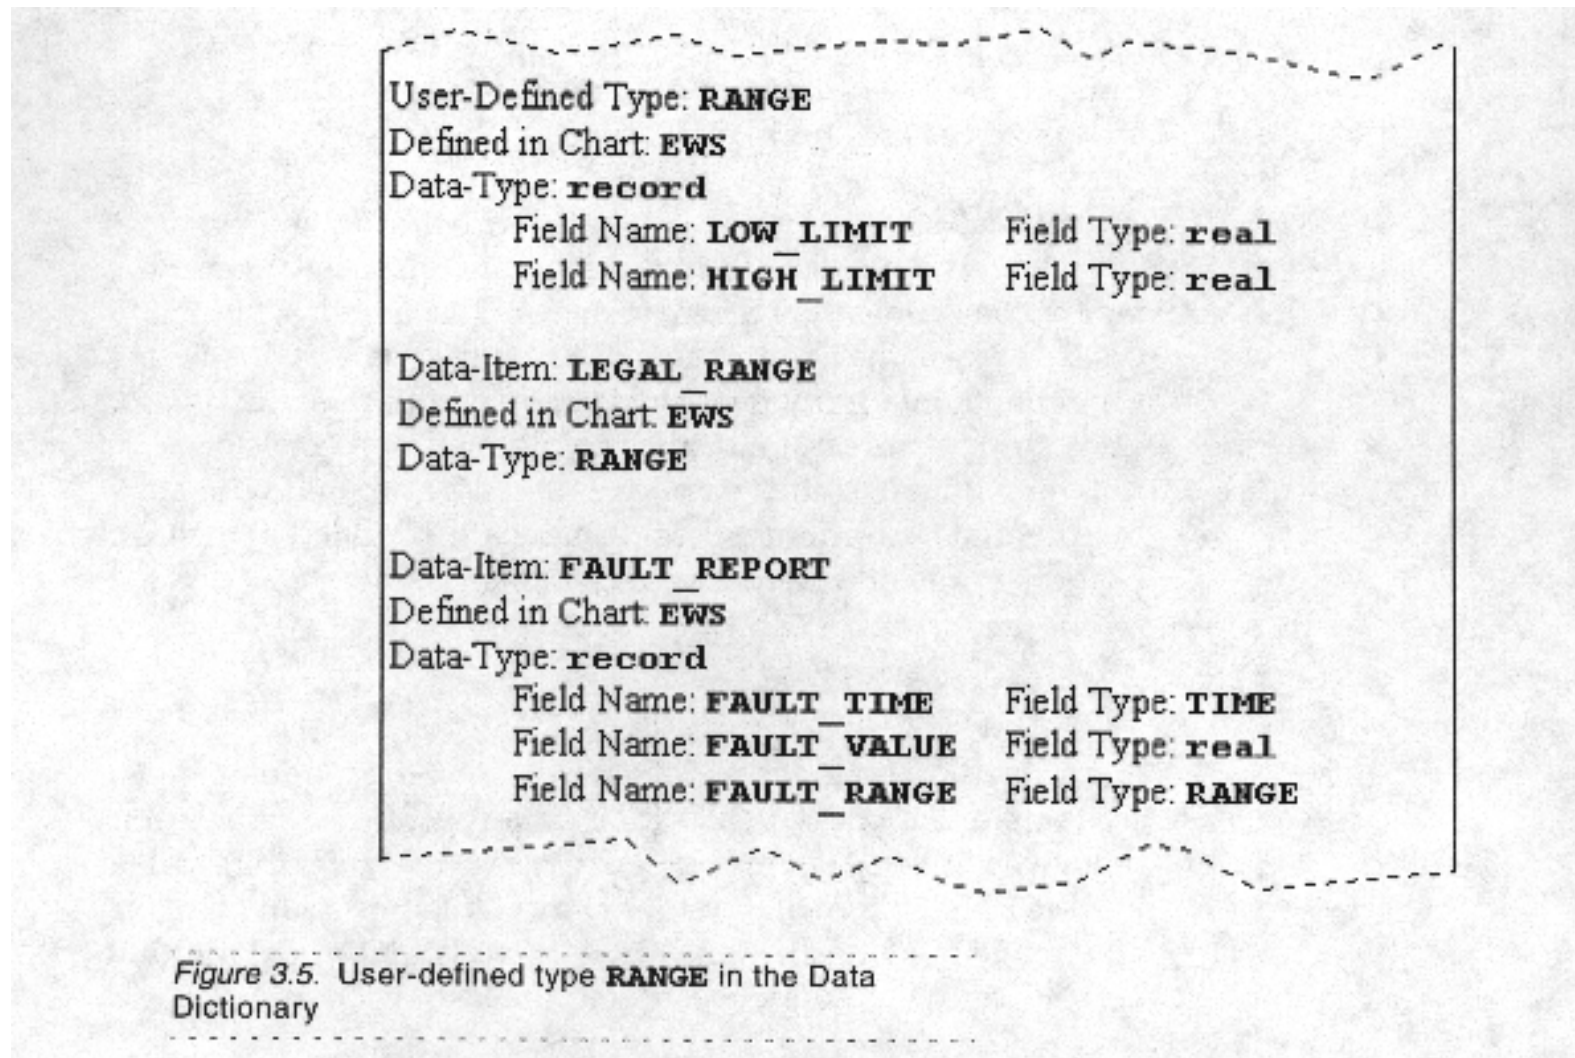 User-Defined Type: RANGE
Defined in Chart: EWS
Data-Type: record
Field Name: LOW_LIMIT Field Type: real
Field Name: HIGH_LIMIT Field Type: real
Data-Item: LEGAL_RANGE
Defined in Chart: EWS
Data-Type: RANGE
Data-Item: FAULT_REPORT
Defined in Chart: EWS
Data-Type: record
Field Name: FAULT_TIME Field Type: TIME
Field Name: FAULT_VALUE Field Type: real
Field Name: FAULT_RANGE Field Type: RANGE
Figure 3.5. User-defined type RANGE in the Data
Dictionary